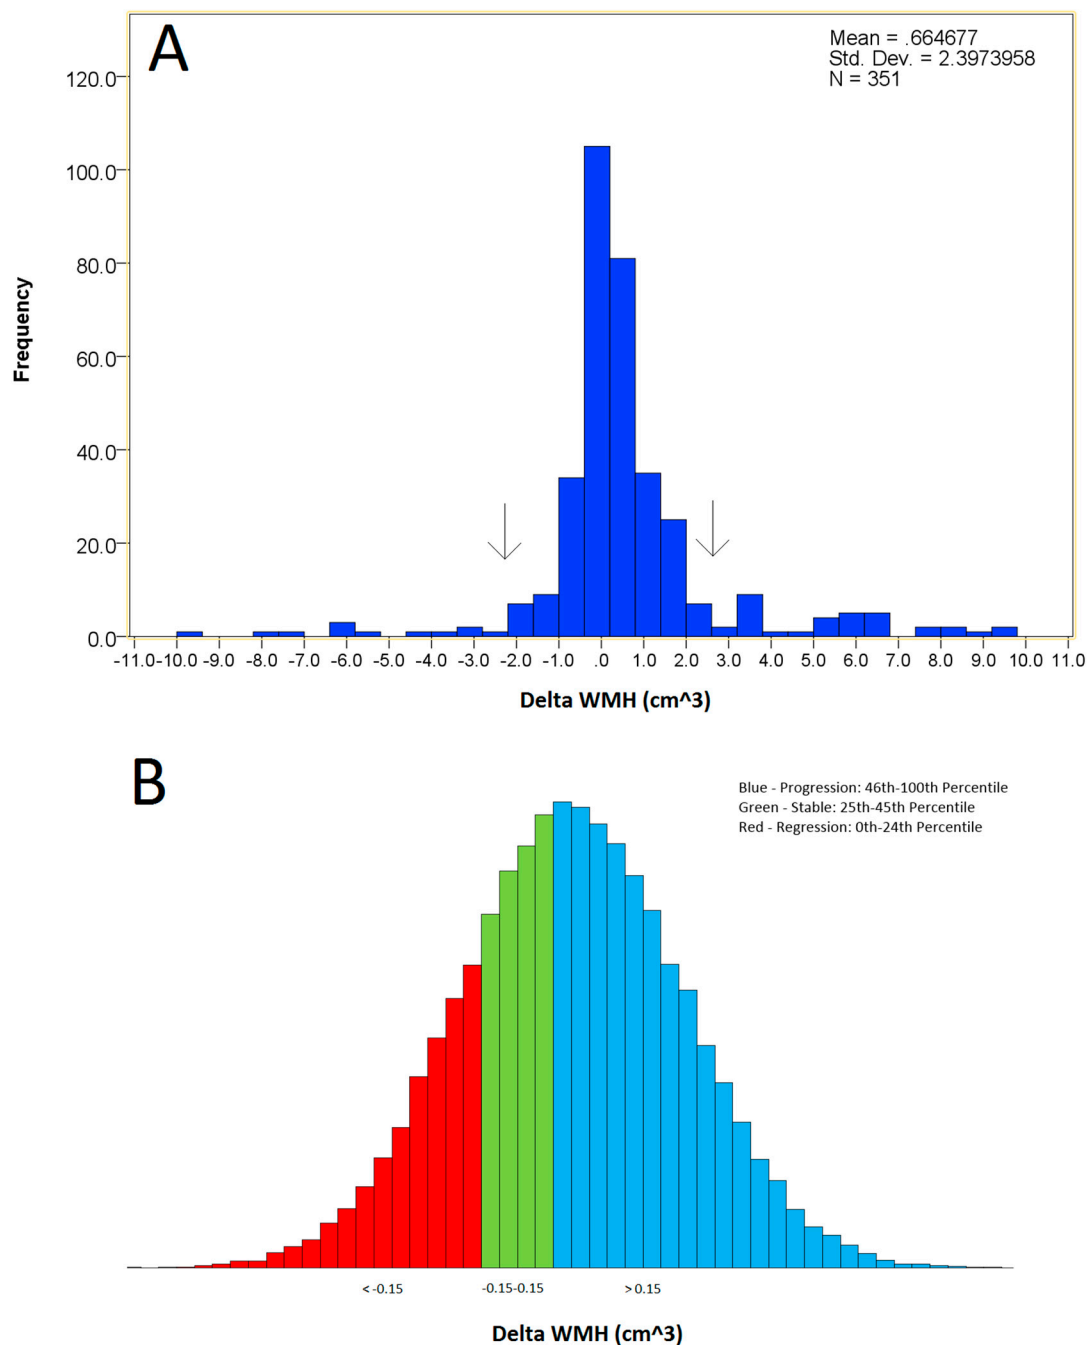 A
Mean = .664677
Std. Dev. = 2.3973958
N = 351
120.0
100.0
80.0
60.0
40.0
20.0
0.0
Frequency
-11.0 -10.0 -9.0 -8.0 -7.0 -6.0 -5.0 -4.0 -3.0 -2.0 -1.0 .0 1.0 2.0 3.0 4.0 5.0 6.0 7.0 8.0 9.0 10.0 11.0
Delta WMH (cm^3)
B
Blue - Progression: 46th-100th Percentile
Green - Stable: 25th-45th Percentile
Red - Regression: 0th-24th Percentile
< -0.15 -0.15-0.15 > 0.15
Delta WMH (cm^3)